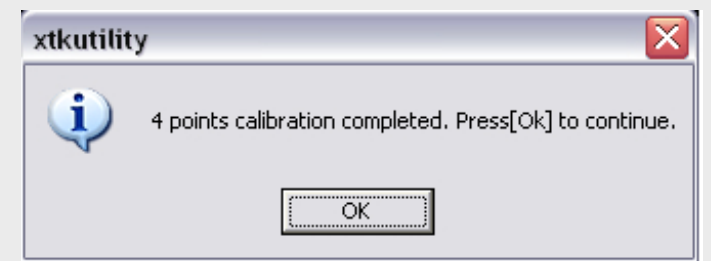 xtkutility
4 points calibration completed. Press[Ok] to continue.
OK